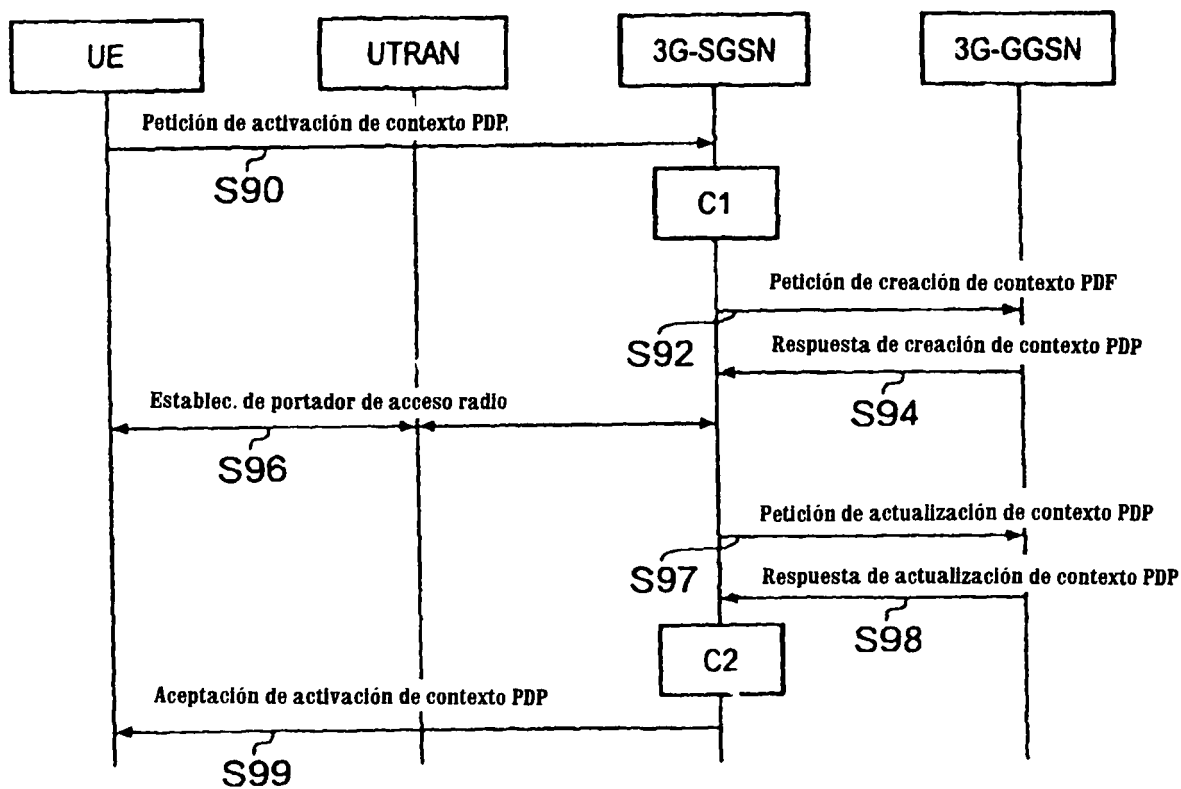 UE
UTRAN
3G-SGSN
3G-GGSN
Petición de activación de contexto PDP.
S90
C1
Petición de creación de contexto PDF
S92
Respuesta de creación de contexto PDP
S94
Establec. de portador de acceso radio
S96
Petición de actualización de contexto PDP
S97
Respuesta de actualización de contexto PDP
S98
C2
Aceptación de activación de contexto PDP
S99